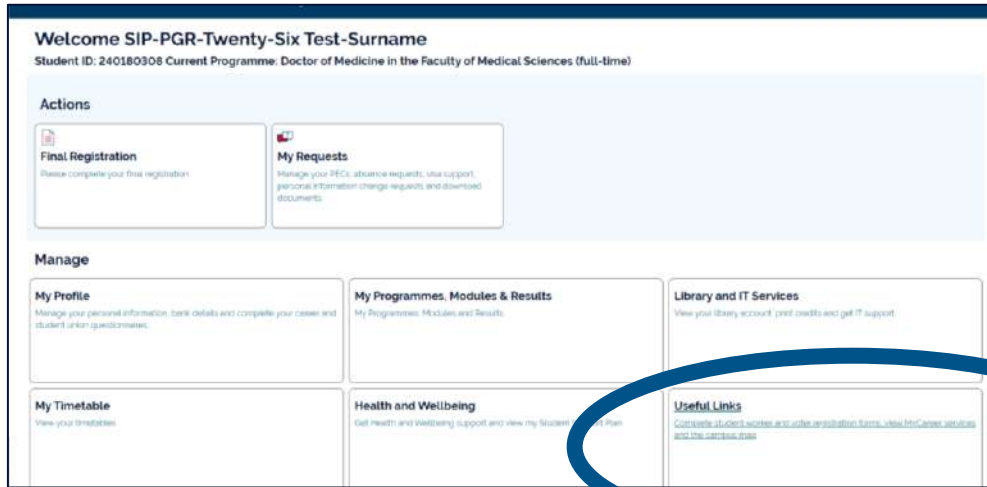 Welcome SIP-PGR-Twenty-Six Test-Surname
Student ID: 240180308 Current Programme: Doctor of Medicine in the Faculty of Medical Sciences (full-time)
Actions
Final Registration
Please complete your final registration
My Requests
Manage your PECs, absence requests, visa support,
personal information change requests and download
documents.
Manage
My Profile
Manage your personal information, bank details and complete your career and
student union questionnaires.
My Programmes, Modules & Results
My Programmes, Modules and Results.
Library and IT Services
View your library account, print credits and get IT support.
My Timetable
View your timetables
Health and Wellbeing
Get Health and Wellbeing support and view my Student Plan
Useful Links
Complete student worker and voter registration forms, view MyCareer services
and the campus map